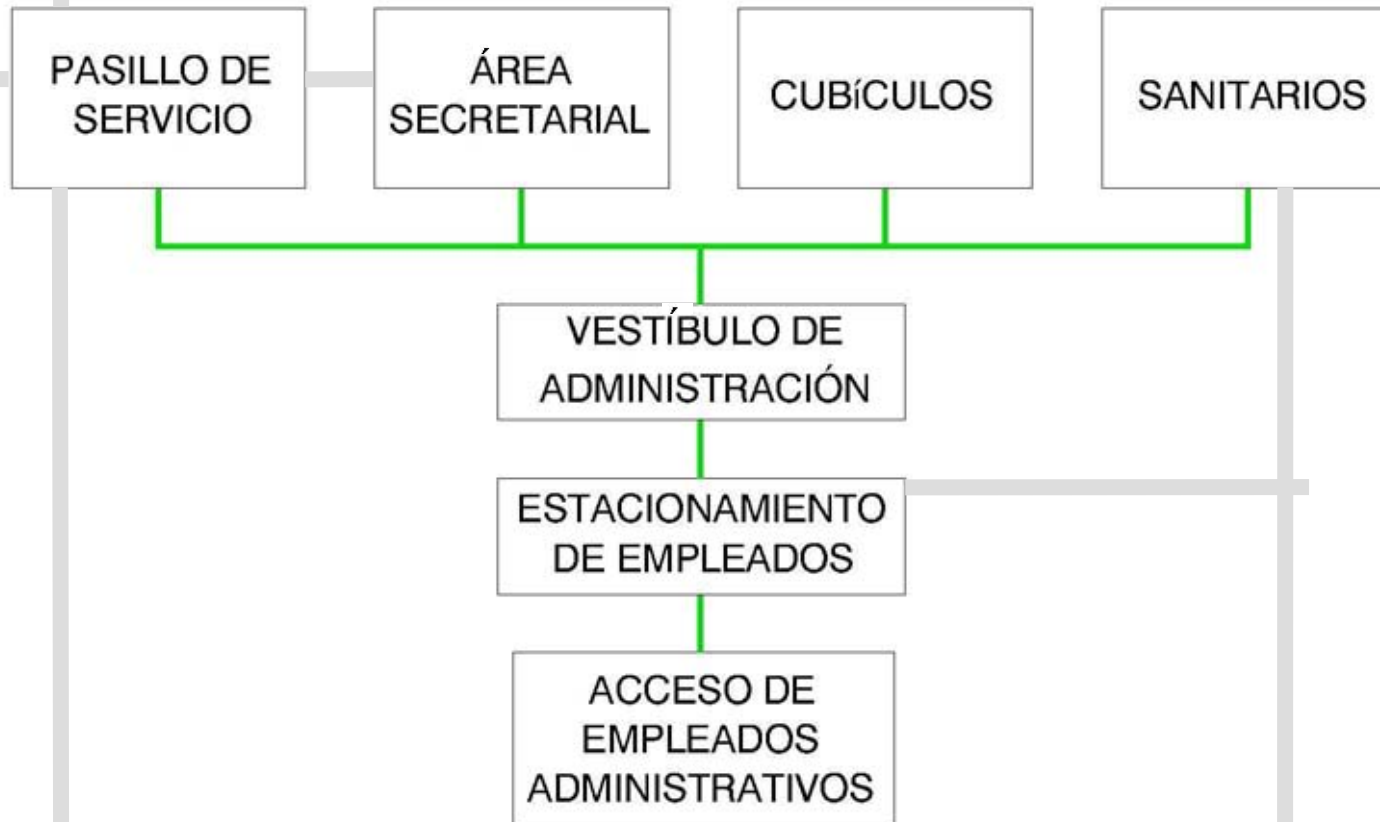 PASILLO DE
SERVICIO
ÁREA
SECRETARIAL
CUBíCULOS
SANITARIOS
VESTÍBULO DE
ADMINISTRACIÓN
ESTACIONAMIENTO
DE EMPLEADOS
ACCESO DE
EMPLEADOS
ADMINISTRATIVOS